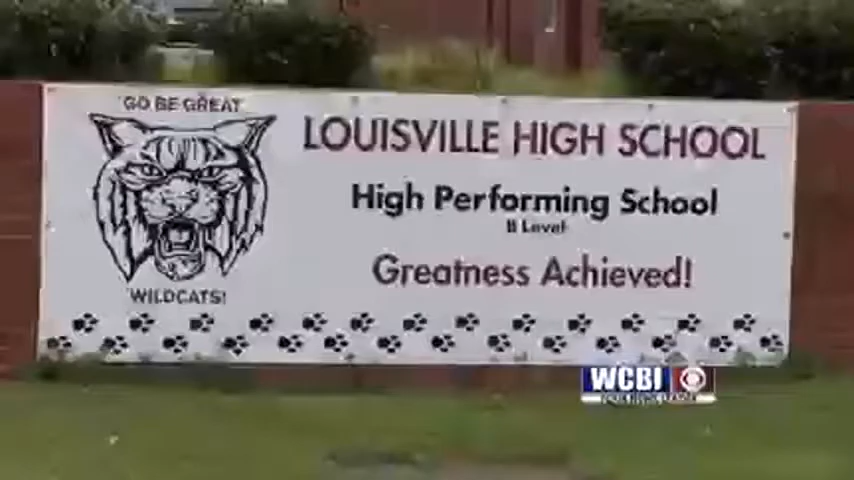 GO BE GREAT
WILDCATS!
LOUISVILLE HIGH SCHOOL
High Performing School
B Level
Greatness Achieved!
WCBI